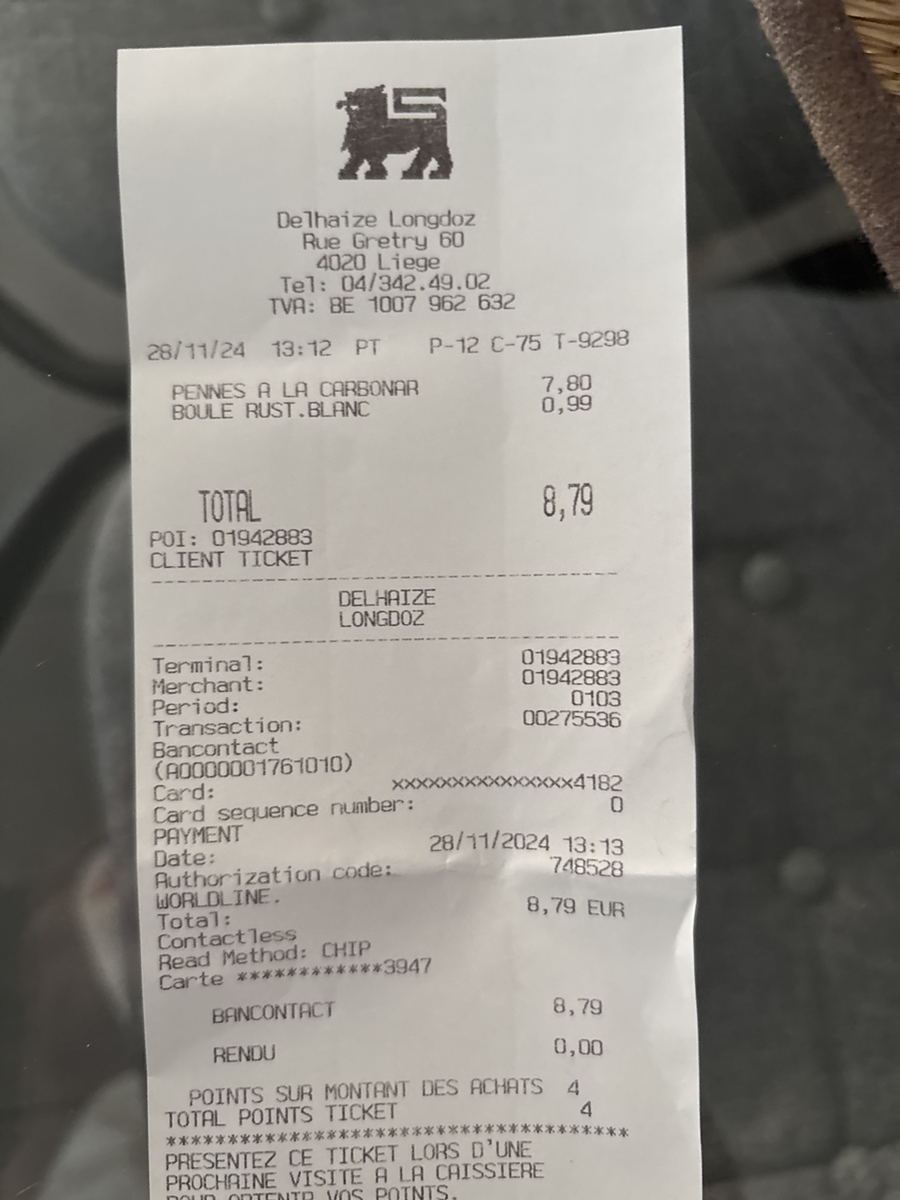 Delhaize Longdoz
Rue Gretry 60
4020 Liege
Tel: 04/342.49.02
TVA: BE 1007 962 632
28/11/24 13:12 PT P-12 C-75 T-9298
PENNES A LA CARBONAR 7,80
BOULE RUST.BLANC 0,99
TOTAL 8,79
POI: 01942883
CLIENT TICKET
DELHAIZE
LONGDOZ
Terminal: 01942883
Merchant: 01942883
Period: 0103
Transaction: 00275536
Bancontact
(A0000001761010)
Card: xxxxxxxxxxxxxxx4182
Card sequence number: 0
PAYMENT
Date: 28/11/2024 13:13
Authorization code: 748528
WORLDLINE.
Total: 8,79 EUR
Contactless
Read Method: CHIP
Carte ************3947
BANCONTACT 8,79
RENDU 0,00
POINTS SUR MONTANT DES ACHATS 4
TOTAL POINTS TICKET 4
**************************************
PRESENTEZ CE TICKET LORS D'UNE
PROCHAINE VISITE A LA CAISSIERE
POUR OBTENIR VOS POINTS.